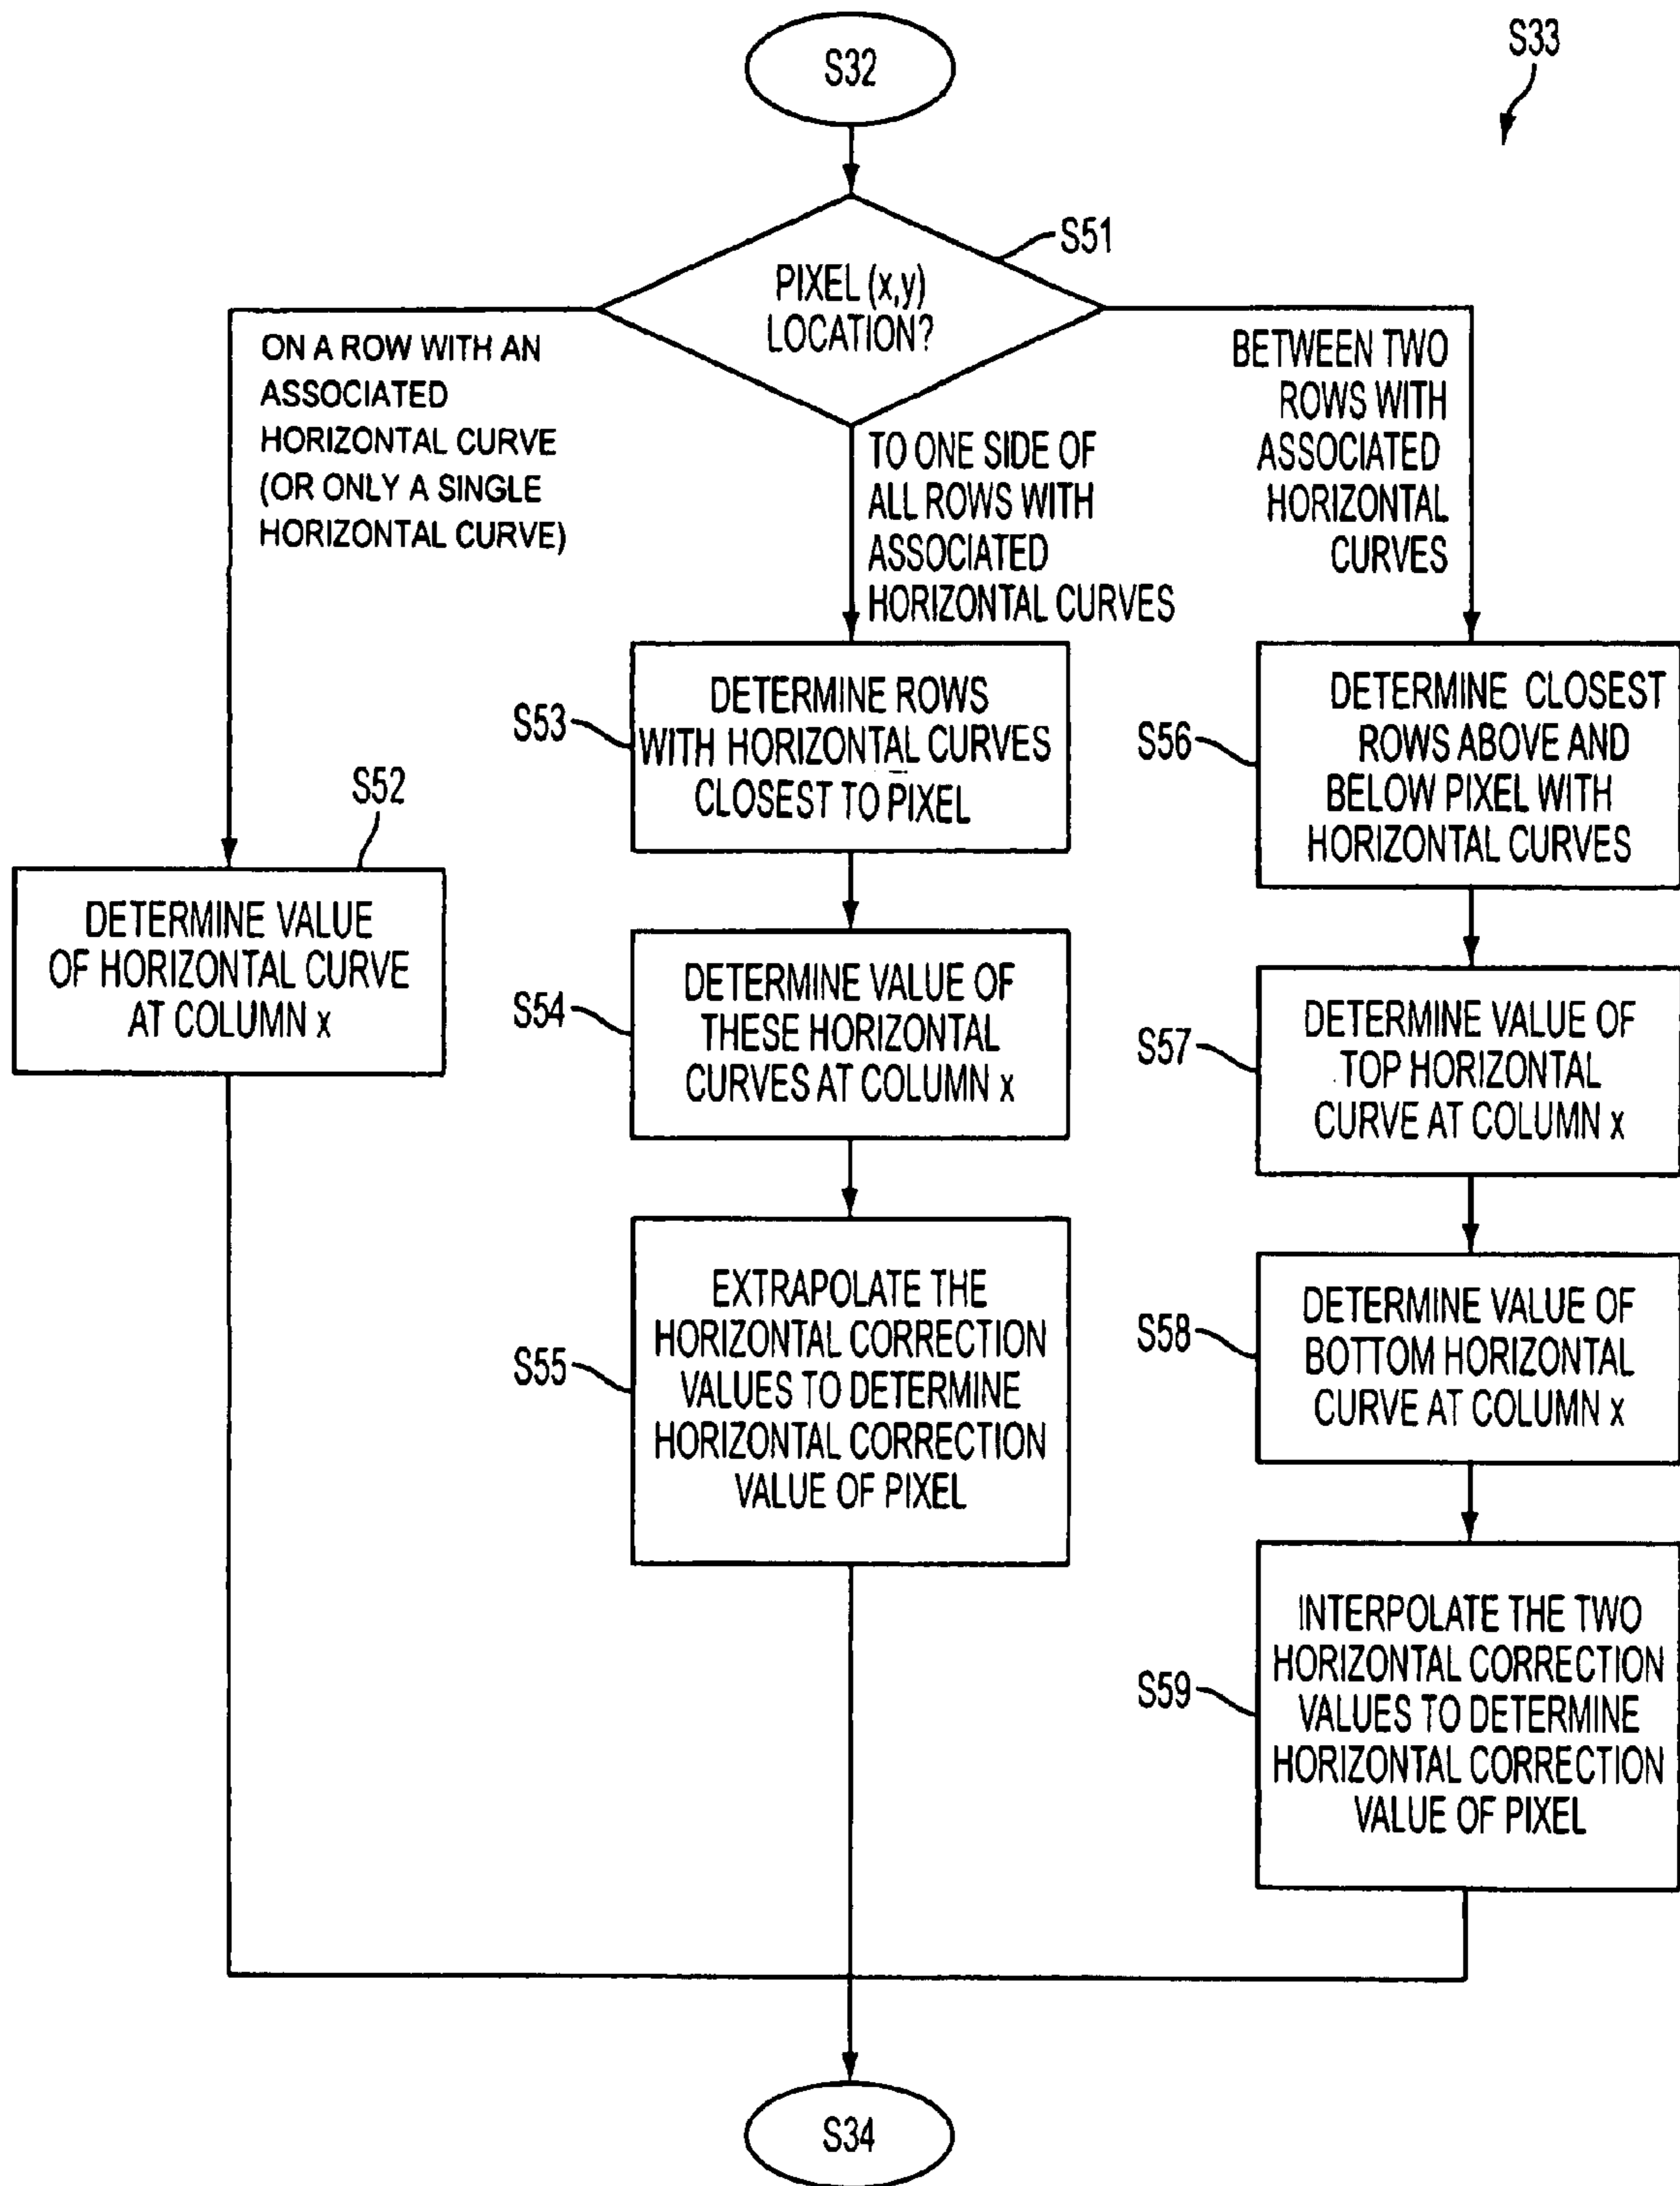 S32
S33
S51
PIXEL (x,y)
LOCATION?
ON A ROW WITH AN
ASSOCIATED
HORIZONTAL CURVE
(OR ONLY A SINGLE
HORIZONTAL CURVE)
TO ONE SIDE OF
ALL ROWS WITH
ASSOCIATED
HORIZONTAL CURVES
BETWEEN TWO
ROWS WITH
ASSOCIATED
HORIZONTAL
CURVES
S52
DETERMINE VALUE
OF HORIZONTAL CURVE
AT COLUMN x
S53
DETERMINE ROWS
WITH HORIZONTAL CURVES
CLOSEST TO PIXEL
S54
DETERMINE VALUE OF
THESE HORIZONTAL
CURVES AT COLUMN x
S55
EXTRAPOLATE THE
HORIZONTAL CORRECTION
VALUES TO DETERMINE
HORIZONTAL CORRECTION
VALUE OF PIXEL
S56
DETERMINE CLOSEST
ROWS ABOVE AND
BELOW PIXEL WITH
HORIZONTAL CURVES
S57
DETERMINE VALUE OF
TOP HORIZONTAL
CURVE AT COLUMN x
S58
DETERMINE VALUE OF
BOTTOM HORIZONTAL
CURVE AT COLUMN x
S59
INTERPOLATE THE TWO
HORIZONTAL CORRECTION
VALUES TO DETERMINE
HORIZONTAL CORRECTION
VALUE OF PIXEL
S34